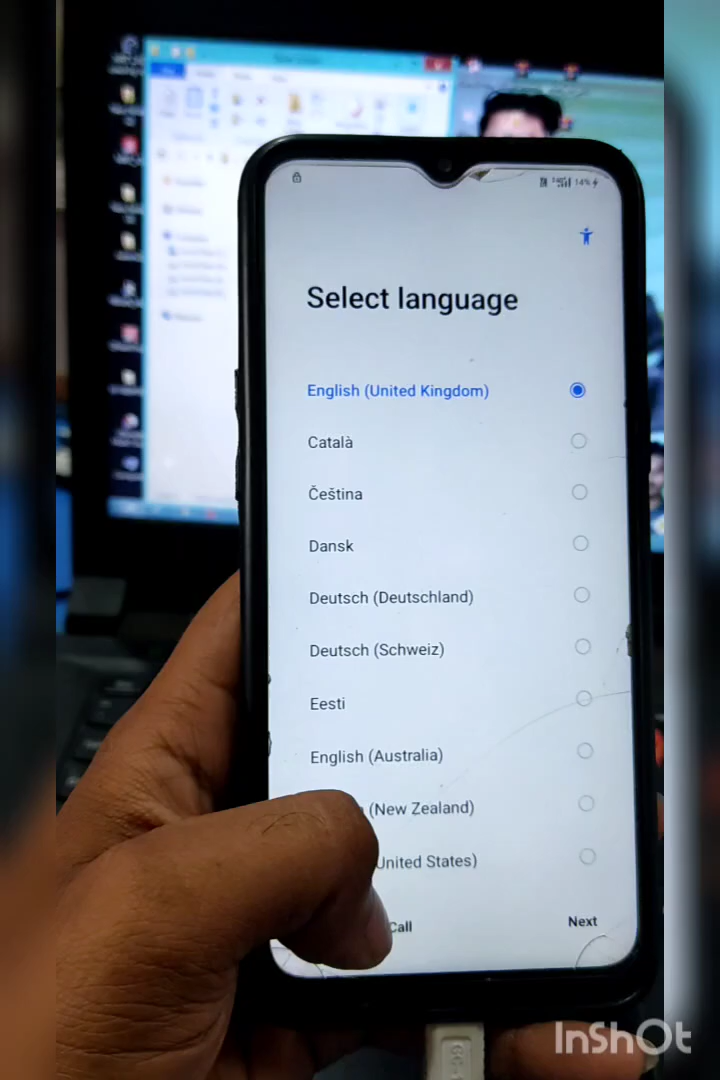 14%
Select language
English (United Kingdom)
Català
Čeština
Dansk
Deutsch (Deutschland)
Deutsch (Schweiz)
Eesti
English (Australia)
(New Zealand)
United States)
Call
Next
InShOt